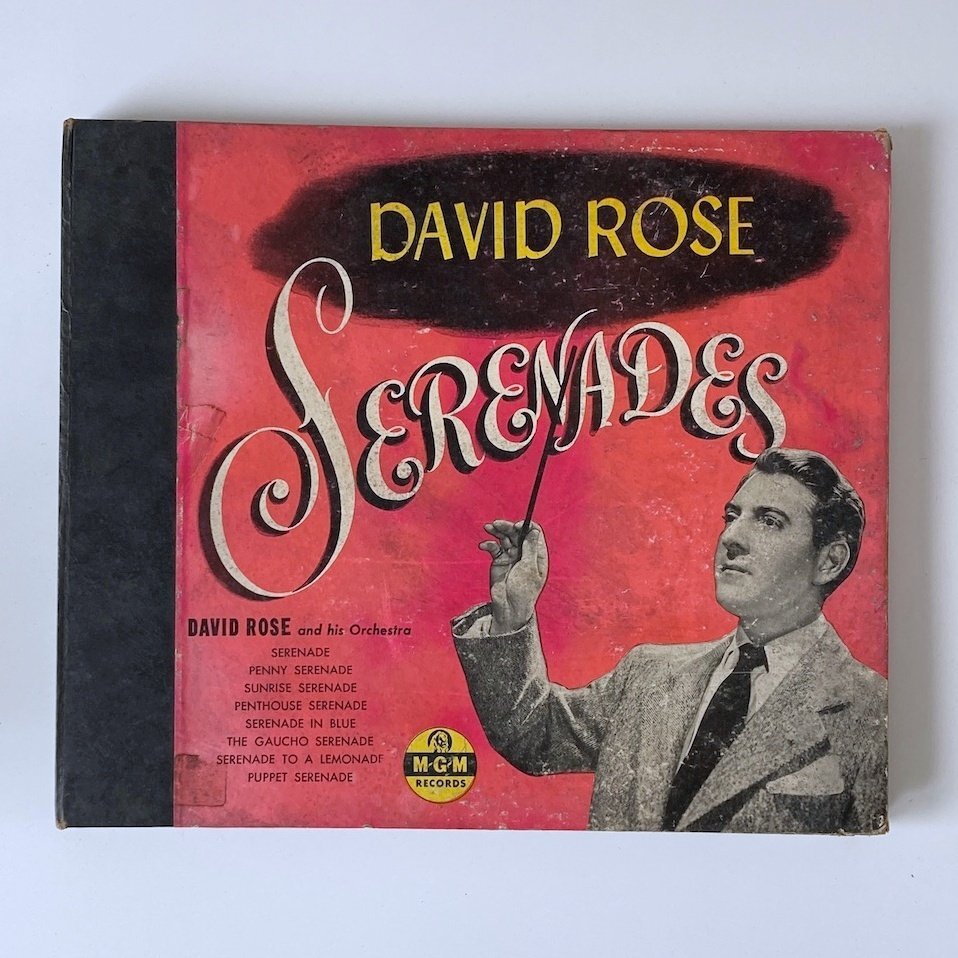 DAVID ROSE
SERENADES
DAVID ROSE and his Orchestra
SERENADE
PENNY SERENADE
SUNRISE SERENADE
PENTHOUSE SERENADE
SERENADE IN BLUE
THE GAUCHO SERENADE
SERENADE TO A LEMONADE
PUPPET SERENADE
M-G-M
RECORDS